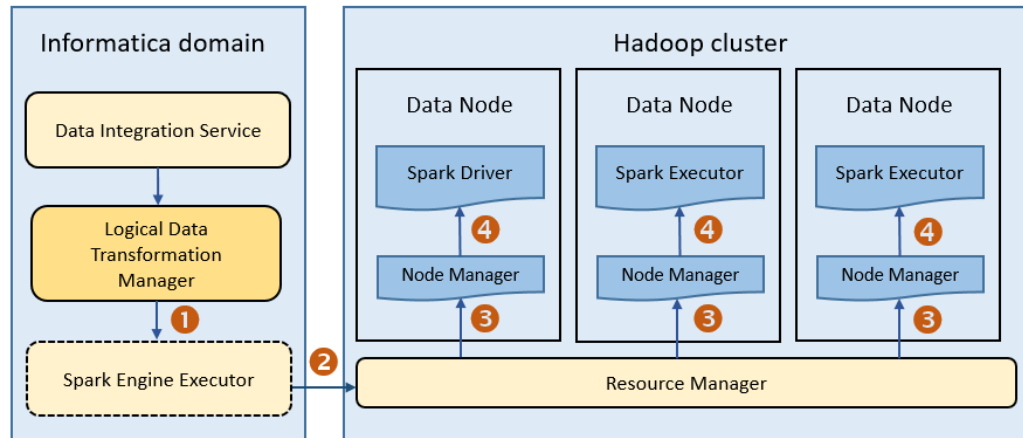 Informatica domain
Data Integration Service
Logical Data
Transformation
Manager
1
Spark Engine Executor
2
Hadoop cluster
Data Node
Spark Driver
4
Node Manager
3
Data Node
Spark Executor
4
Node Manager
3
Data Node
Spark Executor
4
Node Manager
3
Resource Manager